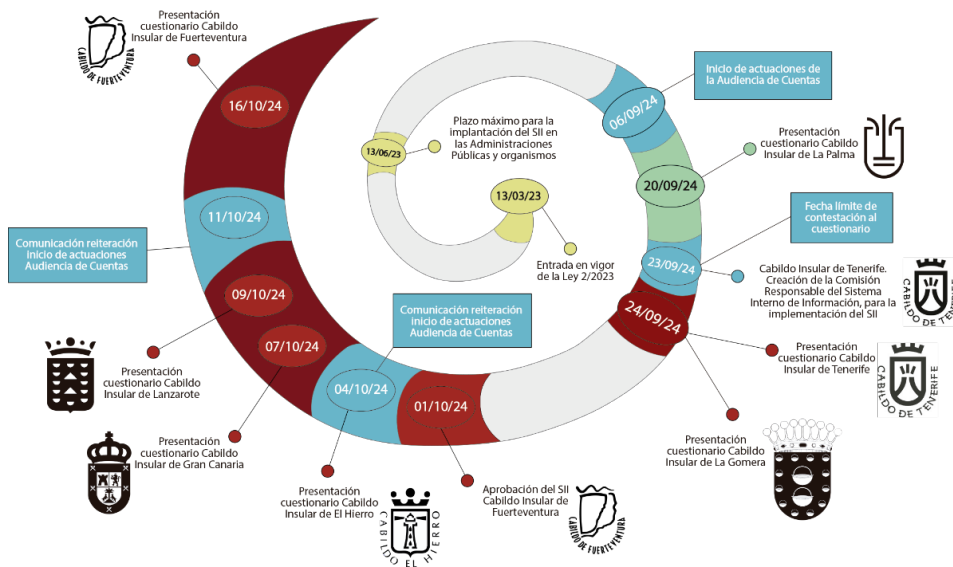 Presentación
cuestionario Cabildo
Insular de Fuerteventura
CABILDO DE FUERTEVENTURA
16/10/24
Comunicación reiteración
inicio de actuaciones
Audiencia de Cuentas
11/10/24
09/10/24
Presentación
cuestionario Cabildo
Insular de Lanzarote
07/10/24
Presentación
cuestionario Cabildo
Insular de Gran Canaria
Comunicación reiteración
inicio de actuaciones
Audiencia de Cuentas
04/10/24
Presentación
cuestionario Cabildo
Insular de El Hierro
CABILDO EL HIERRO
01/10/24
Aprobación del SII
Cabildo Insular de
Fuerteventura
CABILDO DE FUERTEVENTURA
13/06/23
Plazo máximo para la
implantación del SII en
las Administraciones
Públicas y organismos
13/03/23
Entrada en vigor
de la Ley 2/2023
Inicio de actuaciones de
la Audiencia de Cuentas
06/09/24
Presentación
cuestionario Cabildo
Insular de La Palma
20/09/24
Fecha límite de
contestación al
cuestionario
23/09/24
Cabildo Insular de Tenerife.
Creación de la Comisión
Responsable del Sistema
Interno de Información, para la
implementación del SII
CABILDO DE TENERIFE
24/09/24
Presentación
cuestionario Cabildo
Insular de Tenerife
CABILDO DE TENERIFE
Presentación
cuestionario Cabildo
Insular de La Gomera